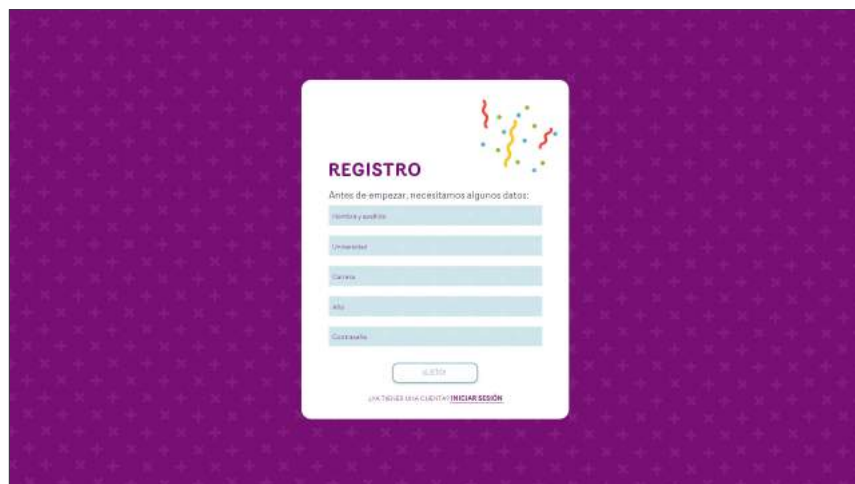 REGISTRO
Antes de empezar, necesitamos algunos datos:
Nombre y apellido
Universidad
Carrera
Año
Contraseña
¿YA TIENES UNA CUENTA? INICIAR SESIÓN